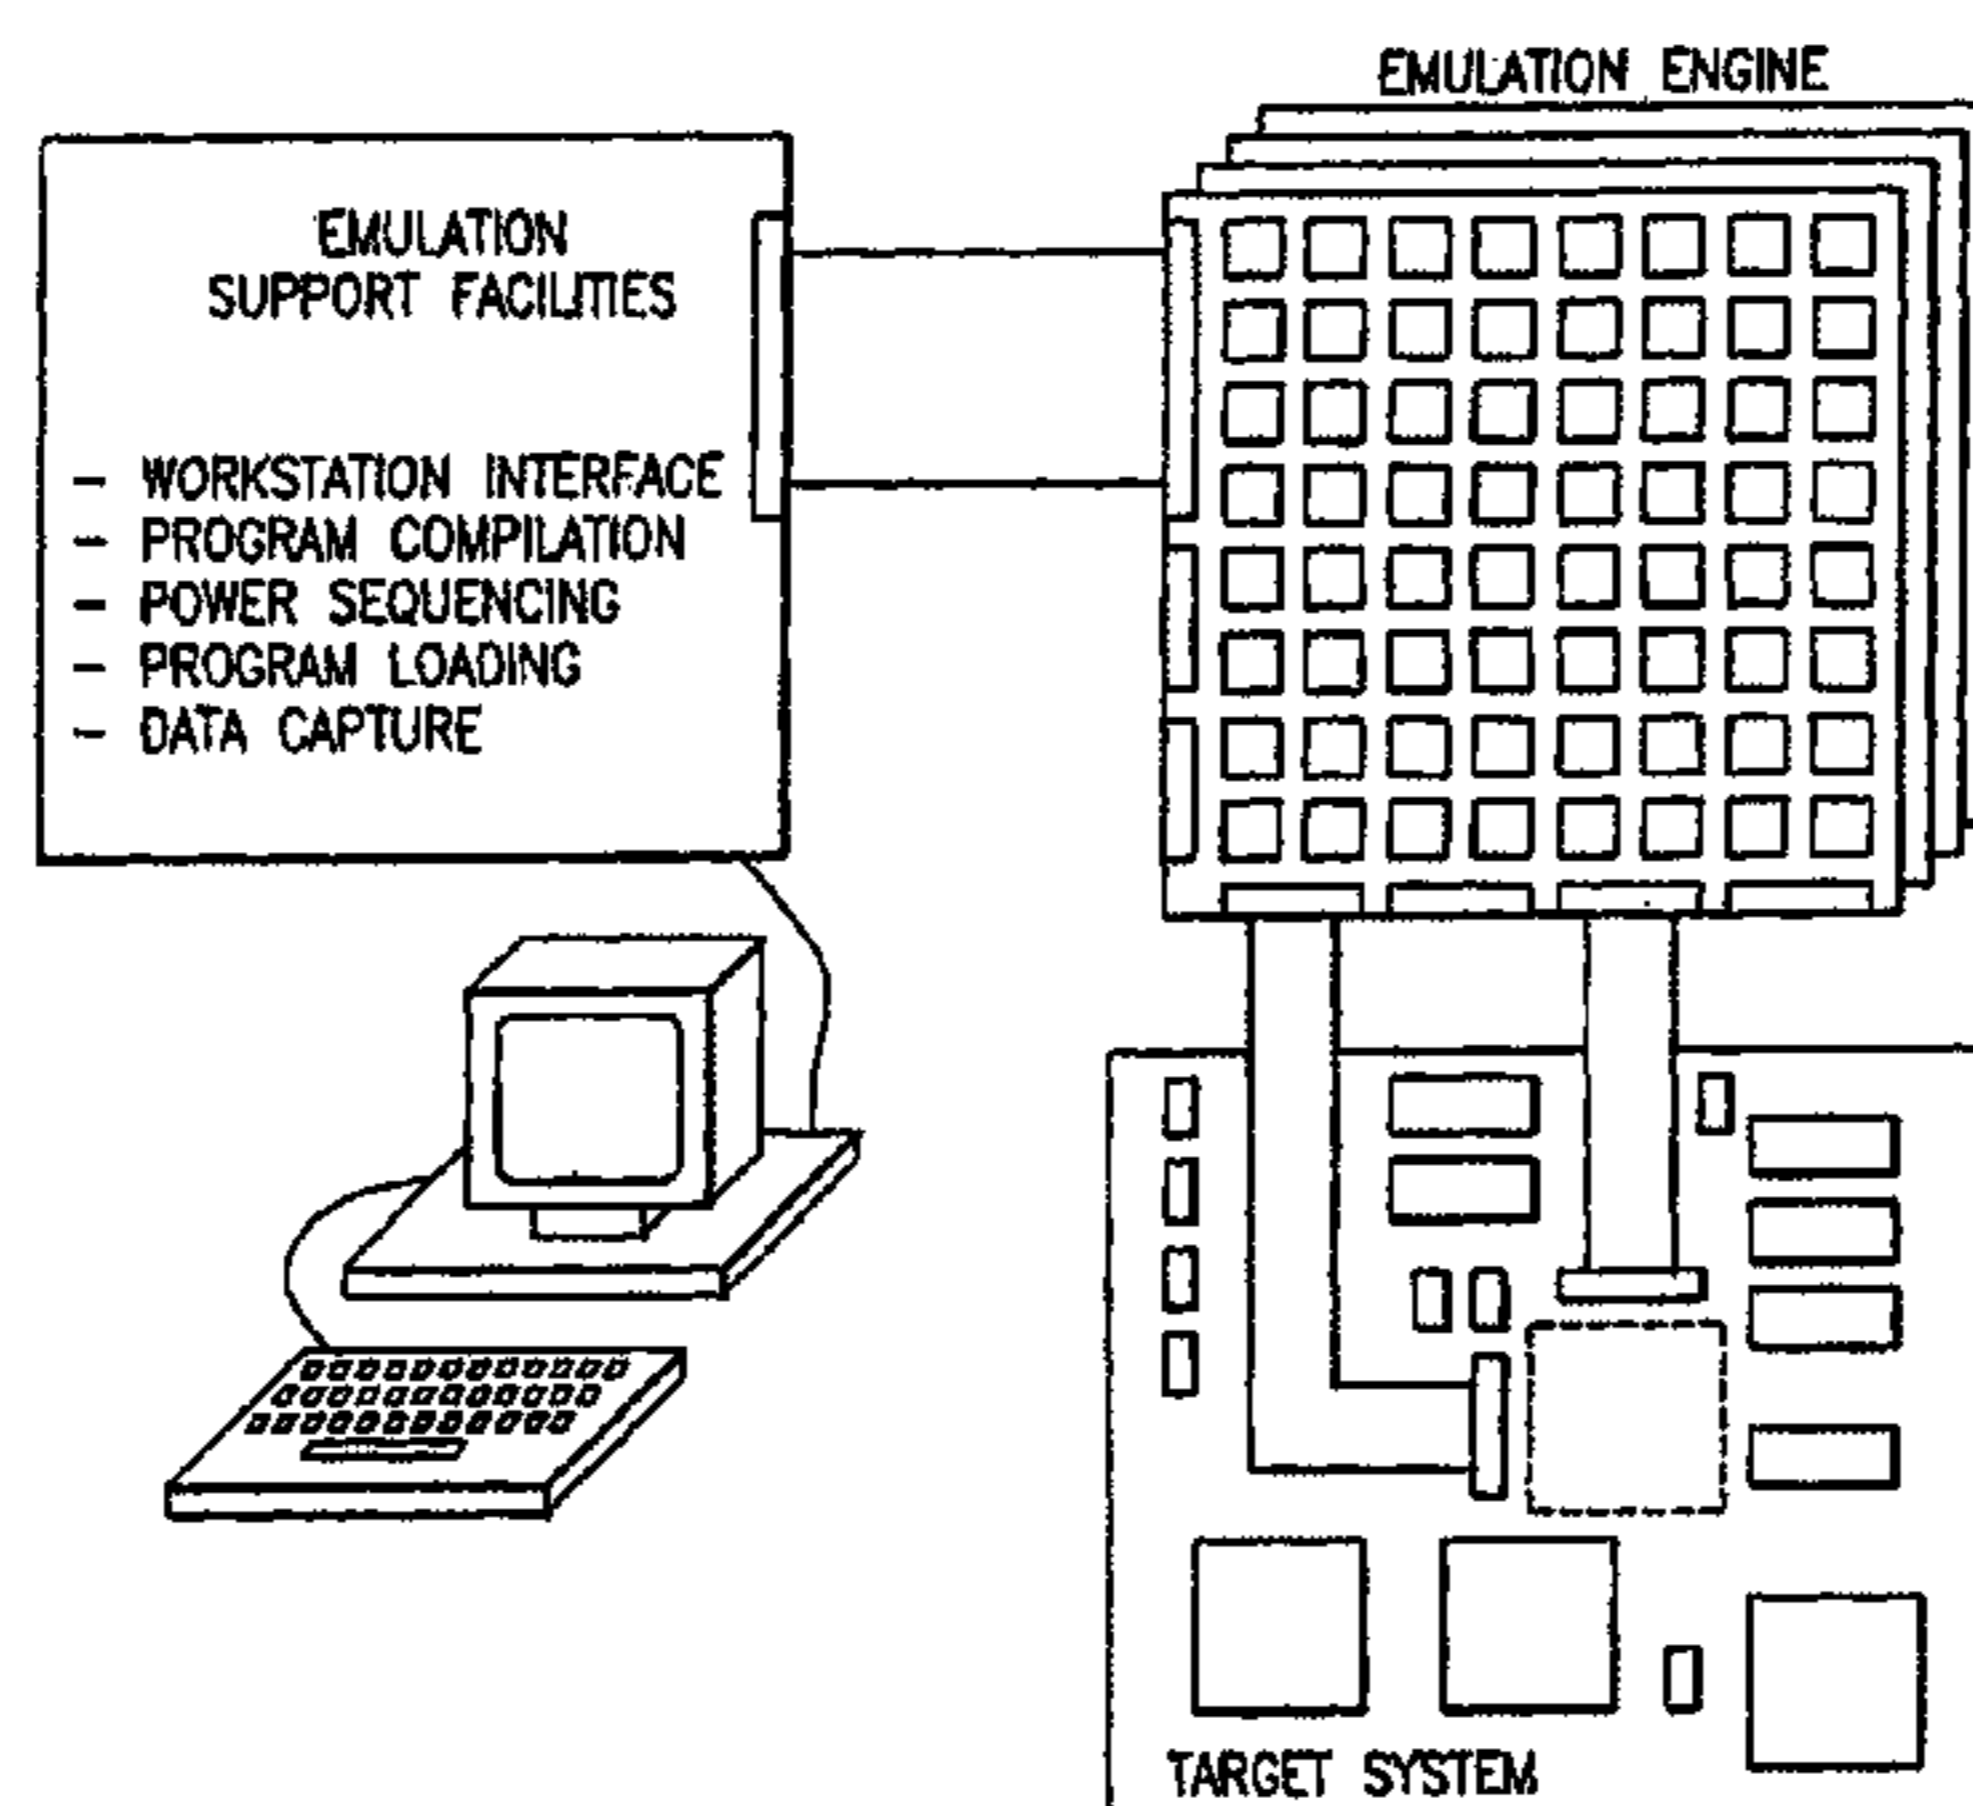 EMULATION ENGINE
EMULATION
SUPPORT FACILITIES
- WORKSTATION INTERFACE
- PROGRAM COMPILATION
- POWER SEQUENCING
- PROGRAM LOADING
- DATA CAPTURE
TARGET SYSTEM